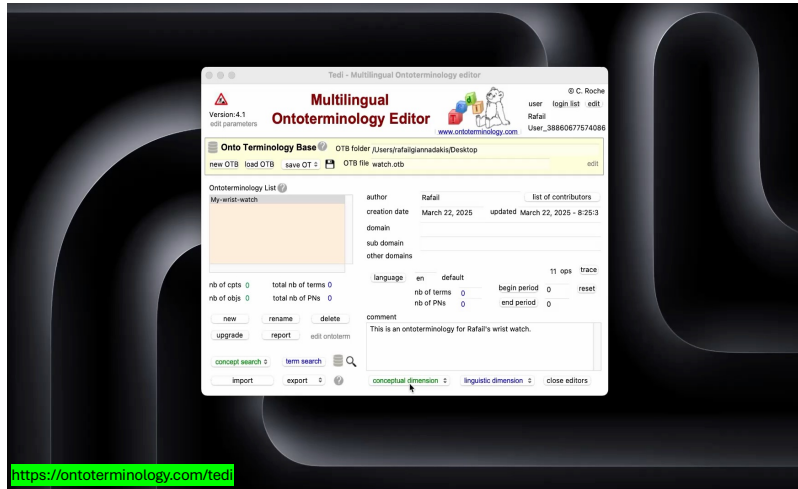 Tedi - Multilingual Ontoterminology editor
© C. Roche
Version:4.1
edit parameters
Multilingual
Ontoterminology Editor
T e d i
www.ontoterminology.com
user login list edit
Rafail
User_38860677574086
Onto Terminology Base ? OTB folder /Users/rafailgiannadakis/Desktop
new OTB load OTB save OT OTB file watch.otb edit
Ontoterminology List ?
My-wrist-watch
author Rafail list of contributors
creation date March 22, 2025 updated March 22, 2025 - 8:25:3
domain
sub domain
other domains
11 ops trace
language en default
nb of cpts 0 total nb of terms 0
nb of objs 0 total nb of PNs 0
nb of terms 0 begin period 0 reset
nb of PNs 0 end period 0
new rename delete
upgrade report edit ontoterm
comment
This is an ontoterminology for Rafail's wrist watch.
concept search term search
import export ?
conceptual dimension linguistic dimension close editors
https://ontoterminology.com/tedi